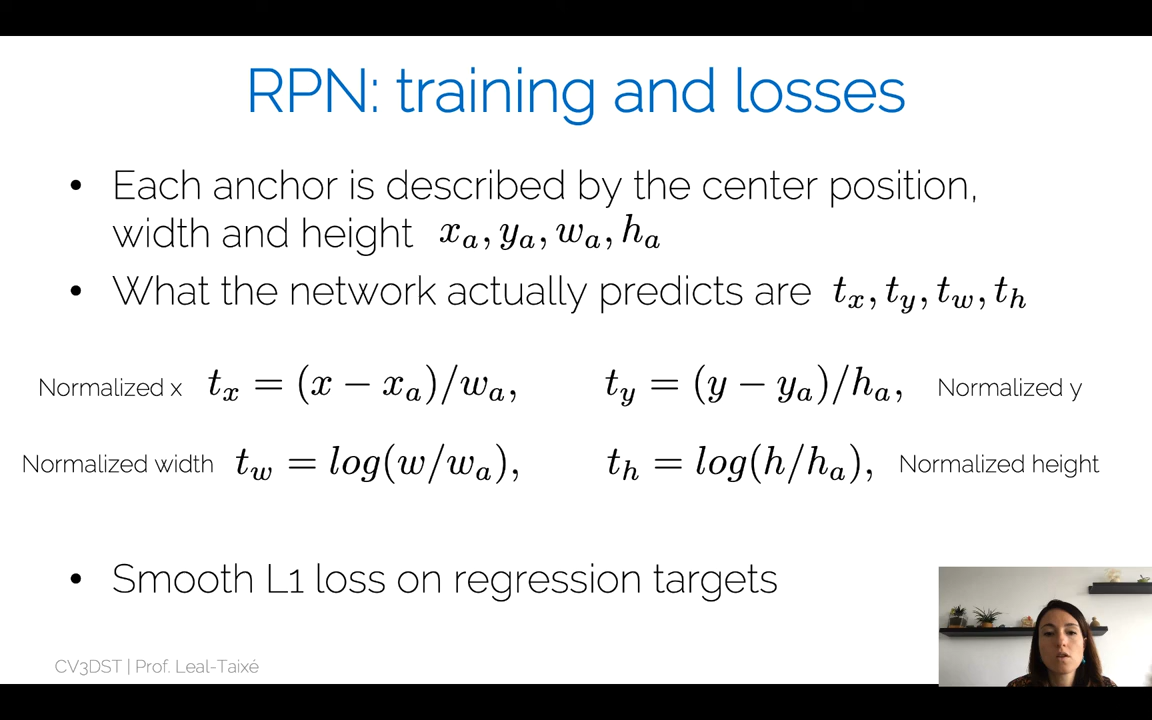 RPN: training and losses
• Each anchor is described by the center position,
width and height x_a, y_a, w_a, h_a
• What the network actually predicts are t_x, t_y, t_w, t_h
Normalized x t_x = (x − x_a)/w_a, t_y = (y − y_a)/h_a, Normalized y
Normalized width t_w = log(w/w_a), t_h = log(h/h_a), Normalized height
• Smooth L1 loss on regression targets
CV3DST | Prof. Leal-Taixé